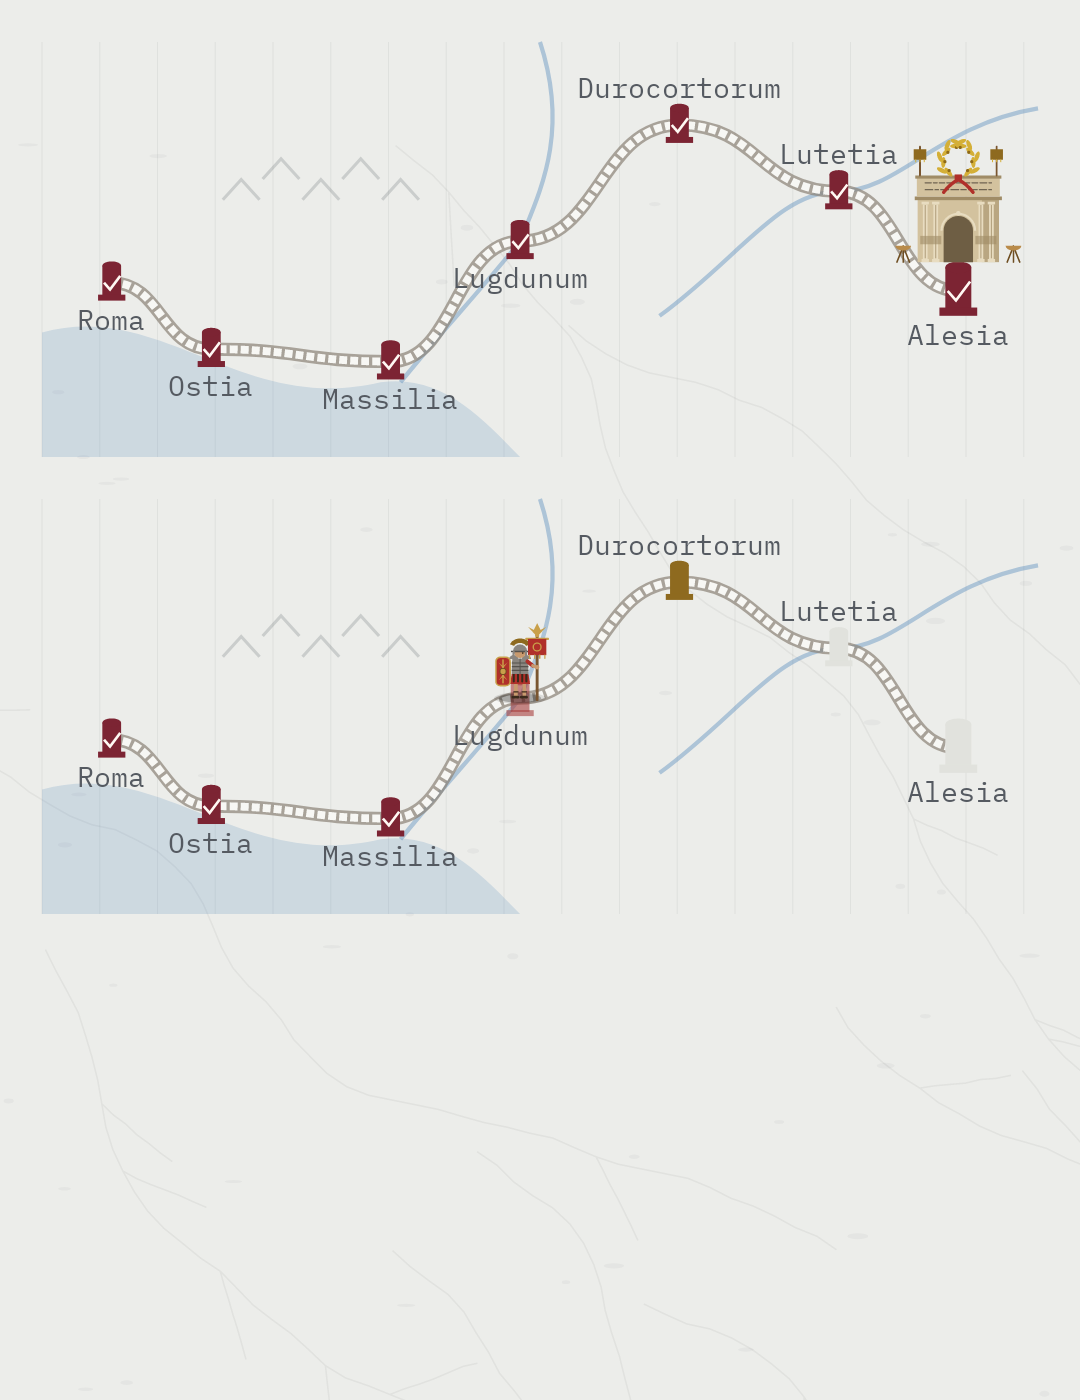 Durocortorum
Lutetia
Lugdunum
Roma
Alesia
Ostia
Massilia
Durocortorum
Lutetia
Lugdunum
Roma
Alesia
Ostia
Massilia